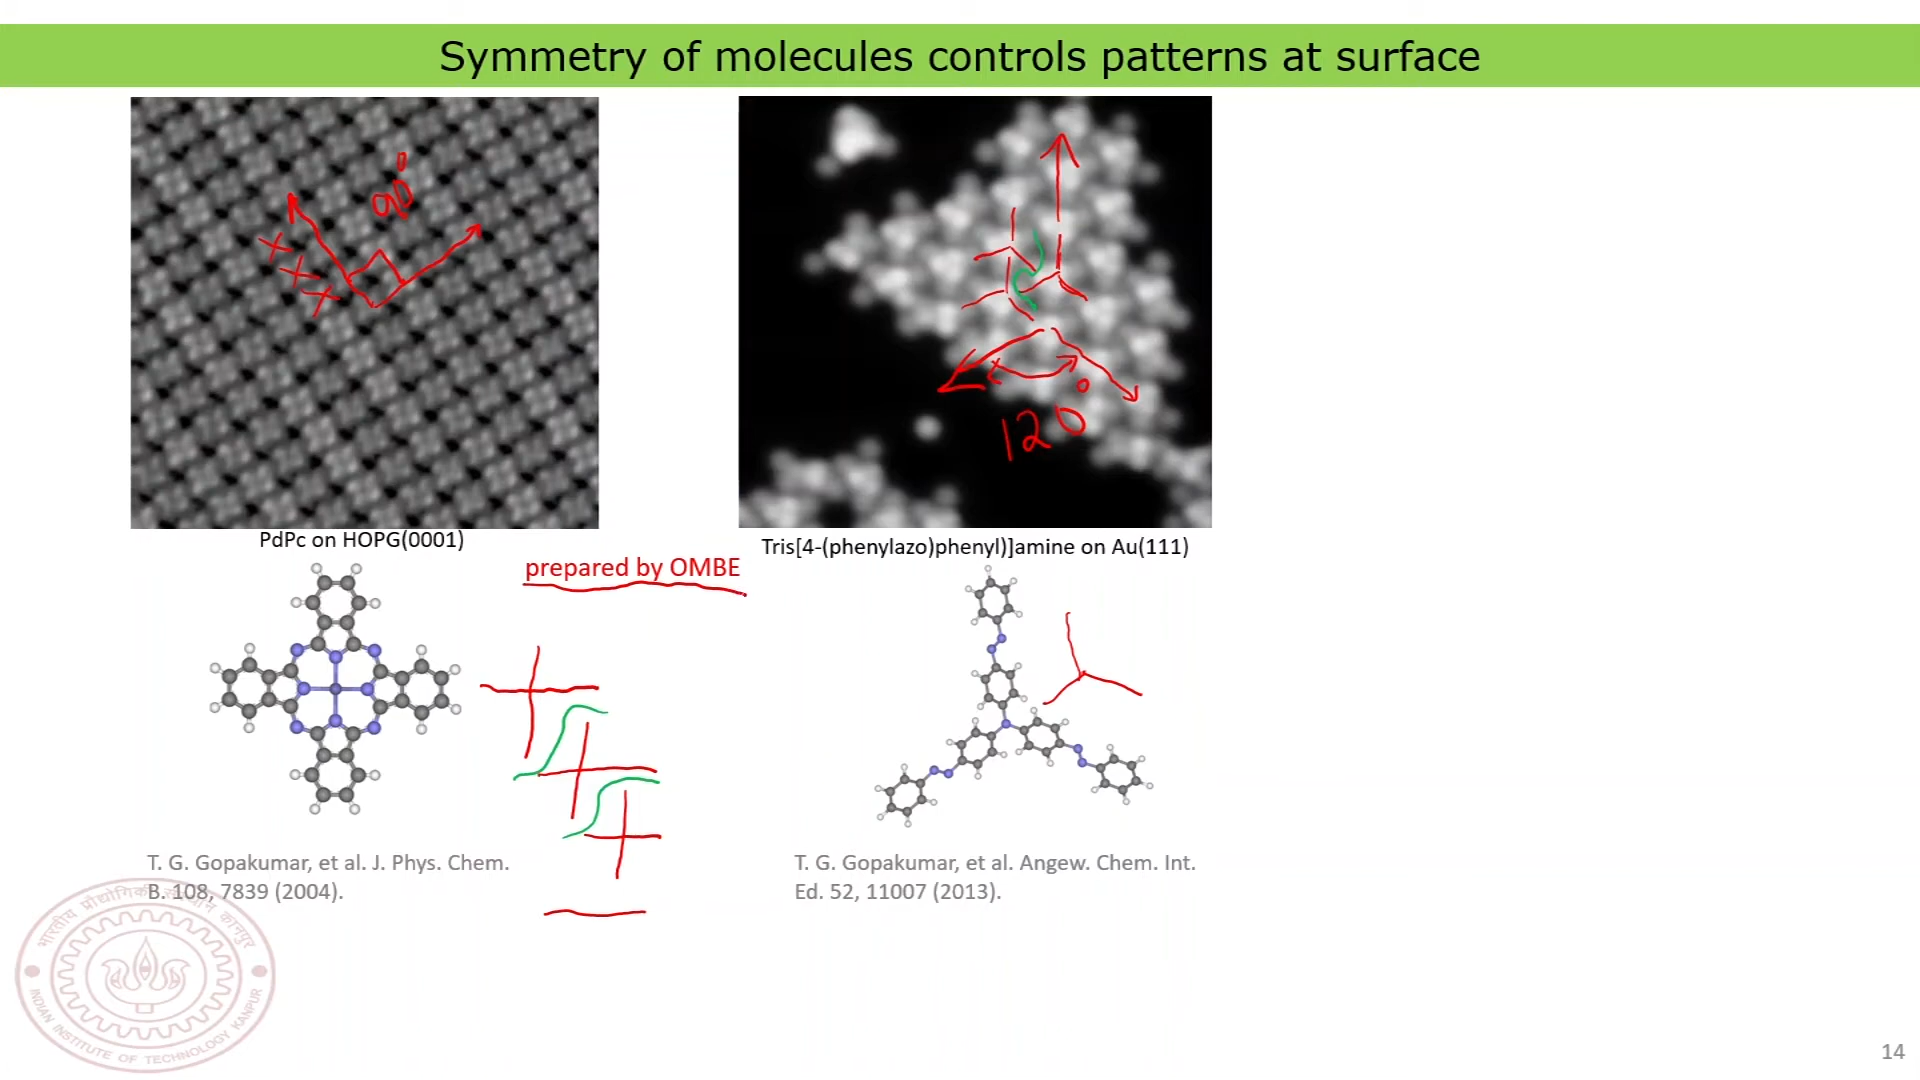 Symmetry of molecules controls patterns at surface
90°
120°
PdPc on HOPG(0001)
prepared by OMBE
Tris[4-(phenylazo)phenyl)]amine on Au(111)
T. G. Gopakumar, et al. J. Phys. Chem.
B. 108, 7839 (2004).
T. G. Gopakumar, et al. Angew. Chem. Int.
Ed. 52, 11007 (2013).
भारतीय प्रौद्योगिकी संस्थान कानपुर
INDIAN INSTITUTE OF TECHNOLOGY KANPUR
14